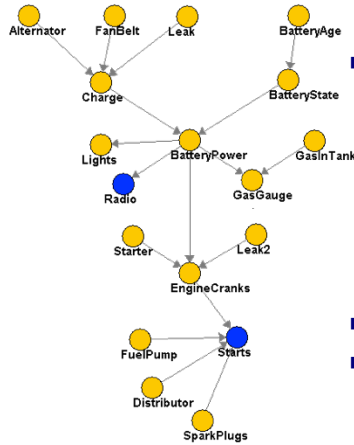 Alternator FanBelt Leak BatteryAge
Charge BatteryState
Lights BatteryPower GasInTank
Radio GasGauge
Starter Leak2
EngineCranks
FuelPump Starts
Distributor
SparkPlugs